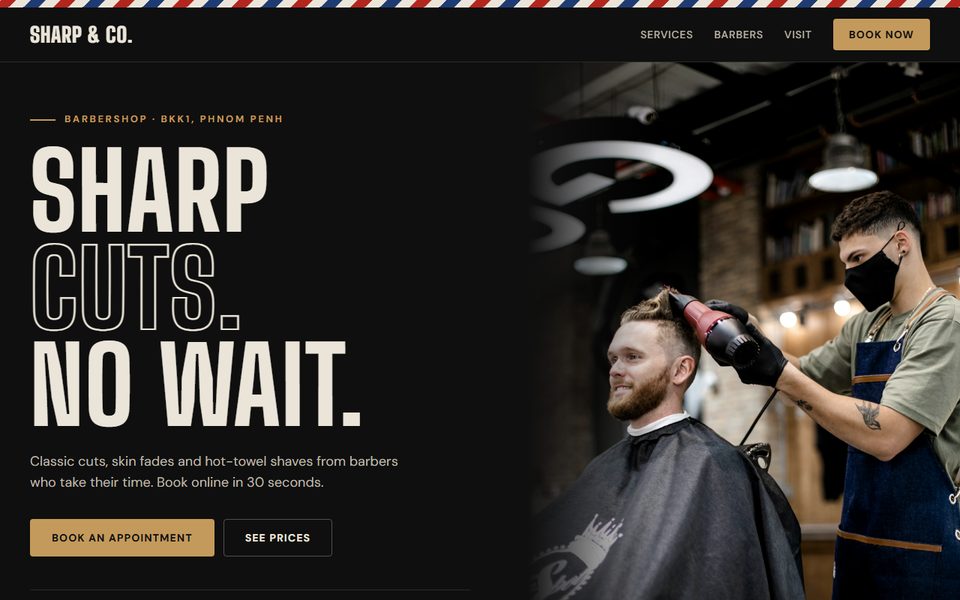 SHARP & CO.
SERVICES
BARBERS
VISIT
BOOK NOW
BARBERSHOP · BKK1, PHNOM PENH
SHARP
CUTS.
NO WAIT.
Classic cuts, skin fades and hot-towel shaves from barbers
who take their time. Book online in 30 seconds.
BOOK AN APPOINTMENT
SEE PRICES